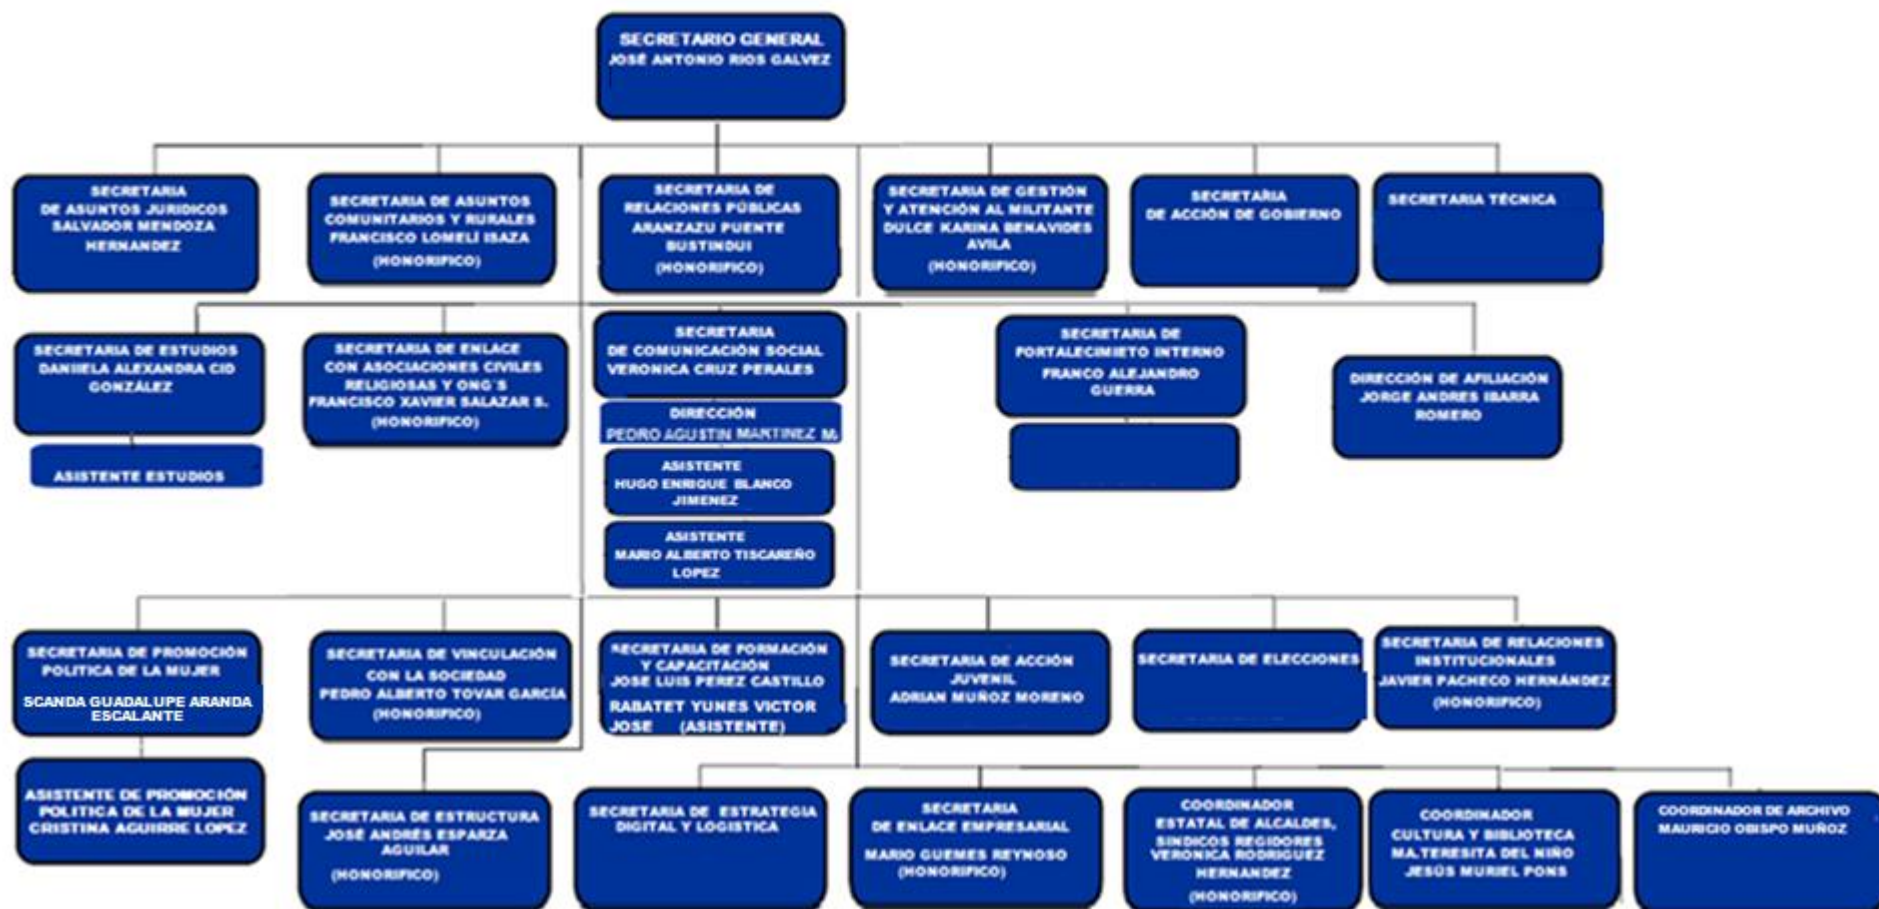 SECRETARIO GENERAL
JOSÉ ANTONIO RIOS GALVEZ
SECRETARIA
DE ASUNTOS JURIDICOS
SALVADOR MENDOZA
HERNANDEZ
SECRETARIA DE ASUNTOS
COMUNITARIOS Y RURALES
FRANCISCO LOMELÍ ISAZA
(HONORIFICO)
SECRETARIA DE
RELACIONES PÚBLICAS
ARANZAZU PUENTE
BUSTINDUI
(HONORIFICO)
SECRETARIA DE GESTIÓN
Y ATENCIÓN AL MILITANTE
DULCE KARINA BENAVIDES
AVILA
(HONORIFICO)
SECRETARÍA
DE ACCIÓN DE GOBIERNO
SECRETARIA TÉCNICA
SECRETARIA DE ESTUDIOS
DANIIELA ALEXANDRA CID
GONZÁLEZ
ASISTENTE ESTUDIOS
SECRETARIA DE ENLACE
CON ASOCIACIONES CIVILES
RELIGIOSAS Y ONG´S
FRANCISCO XAVIER SALAZAR S.
(HONORIFICO)
SECRETARIA
DE COMUNICACIÓN SOCIAL
VERONICA CRUZ PERALES
DIRECCIÓN
PEDRO AGUSTIN MARTINEZ M.
ASISTENTE
HUGO ENRIQUE BLANCO
JIMENEZ
ASISTENTE
MARIO ALBERTO TISCAREÑO
LOPEZ
SECRETARIA DE
FORTALECIMIETO INTERNO
FRANCO ALEJANDRO
GUERRA
DIRECCIÓN DE AFILIACIÓN
JORGE ANDRES IBARRA
ROMERO
SECRETARIA DE PROMOCIÓN
POLITICA DE LA MUJER
SCANDA GUADALUPE ARANDA
ESCALANTE
ASISTENTE DE PROMOCIÓN
POLITICA DE LA MUJER
CRISTINA AGUIRRE LOPEZ
SECRETARIA DE VINCULACIÓN
CON LA SOCIEDAD
PEDRO ALBERTO TOVAR GARCÍA
(HONORIFICO)
SECRETARIA DE FORMACIÓN
Y CAPACITACIÓN
JOSE LUIS PEREZ CASTILLO
RABATET YUNES VICTOR
JOSE (ASISTENTE)
SECRETARIA DE ACCIÓN
JUVENIL
ADRIAN MUÑOZ MORENO
SECRETARIA DE ELECCIONES
SECRETARIA DE RELACIONES
INSTITUCIONALES
JAVIER PACHECO HERNÁNDEZ
(HONORIFICO)
SECRETARIA DE ESTRUCTURA
JOSÉ ANDRÉS ESPARZA
AGUILAR
(HONORIFICO)
SECRETARIA DE ESTRATEGIA
DIGITAL Y LOGISTICA
SECRETARIA
DE ENLACE EMPRESARIAL
MARIO GUEMES REYNOSO
(HONORIFICO)
COORDINADOR
ESTATAL DE ALCALDES,
SINDICOS REGIDORES
VERONICA RODRIGUEZ
HERNANDEZ
(HONORIFICO)
COORDINADOR
CULTURA Y BIBLIOTECA
MA.TERESITA DEL NIÑO
JESÚS MURIEL PONS
COORDINADOR DE ARCHIVO
MAURICIO OBISPO MUÑOZ